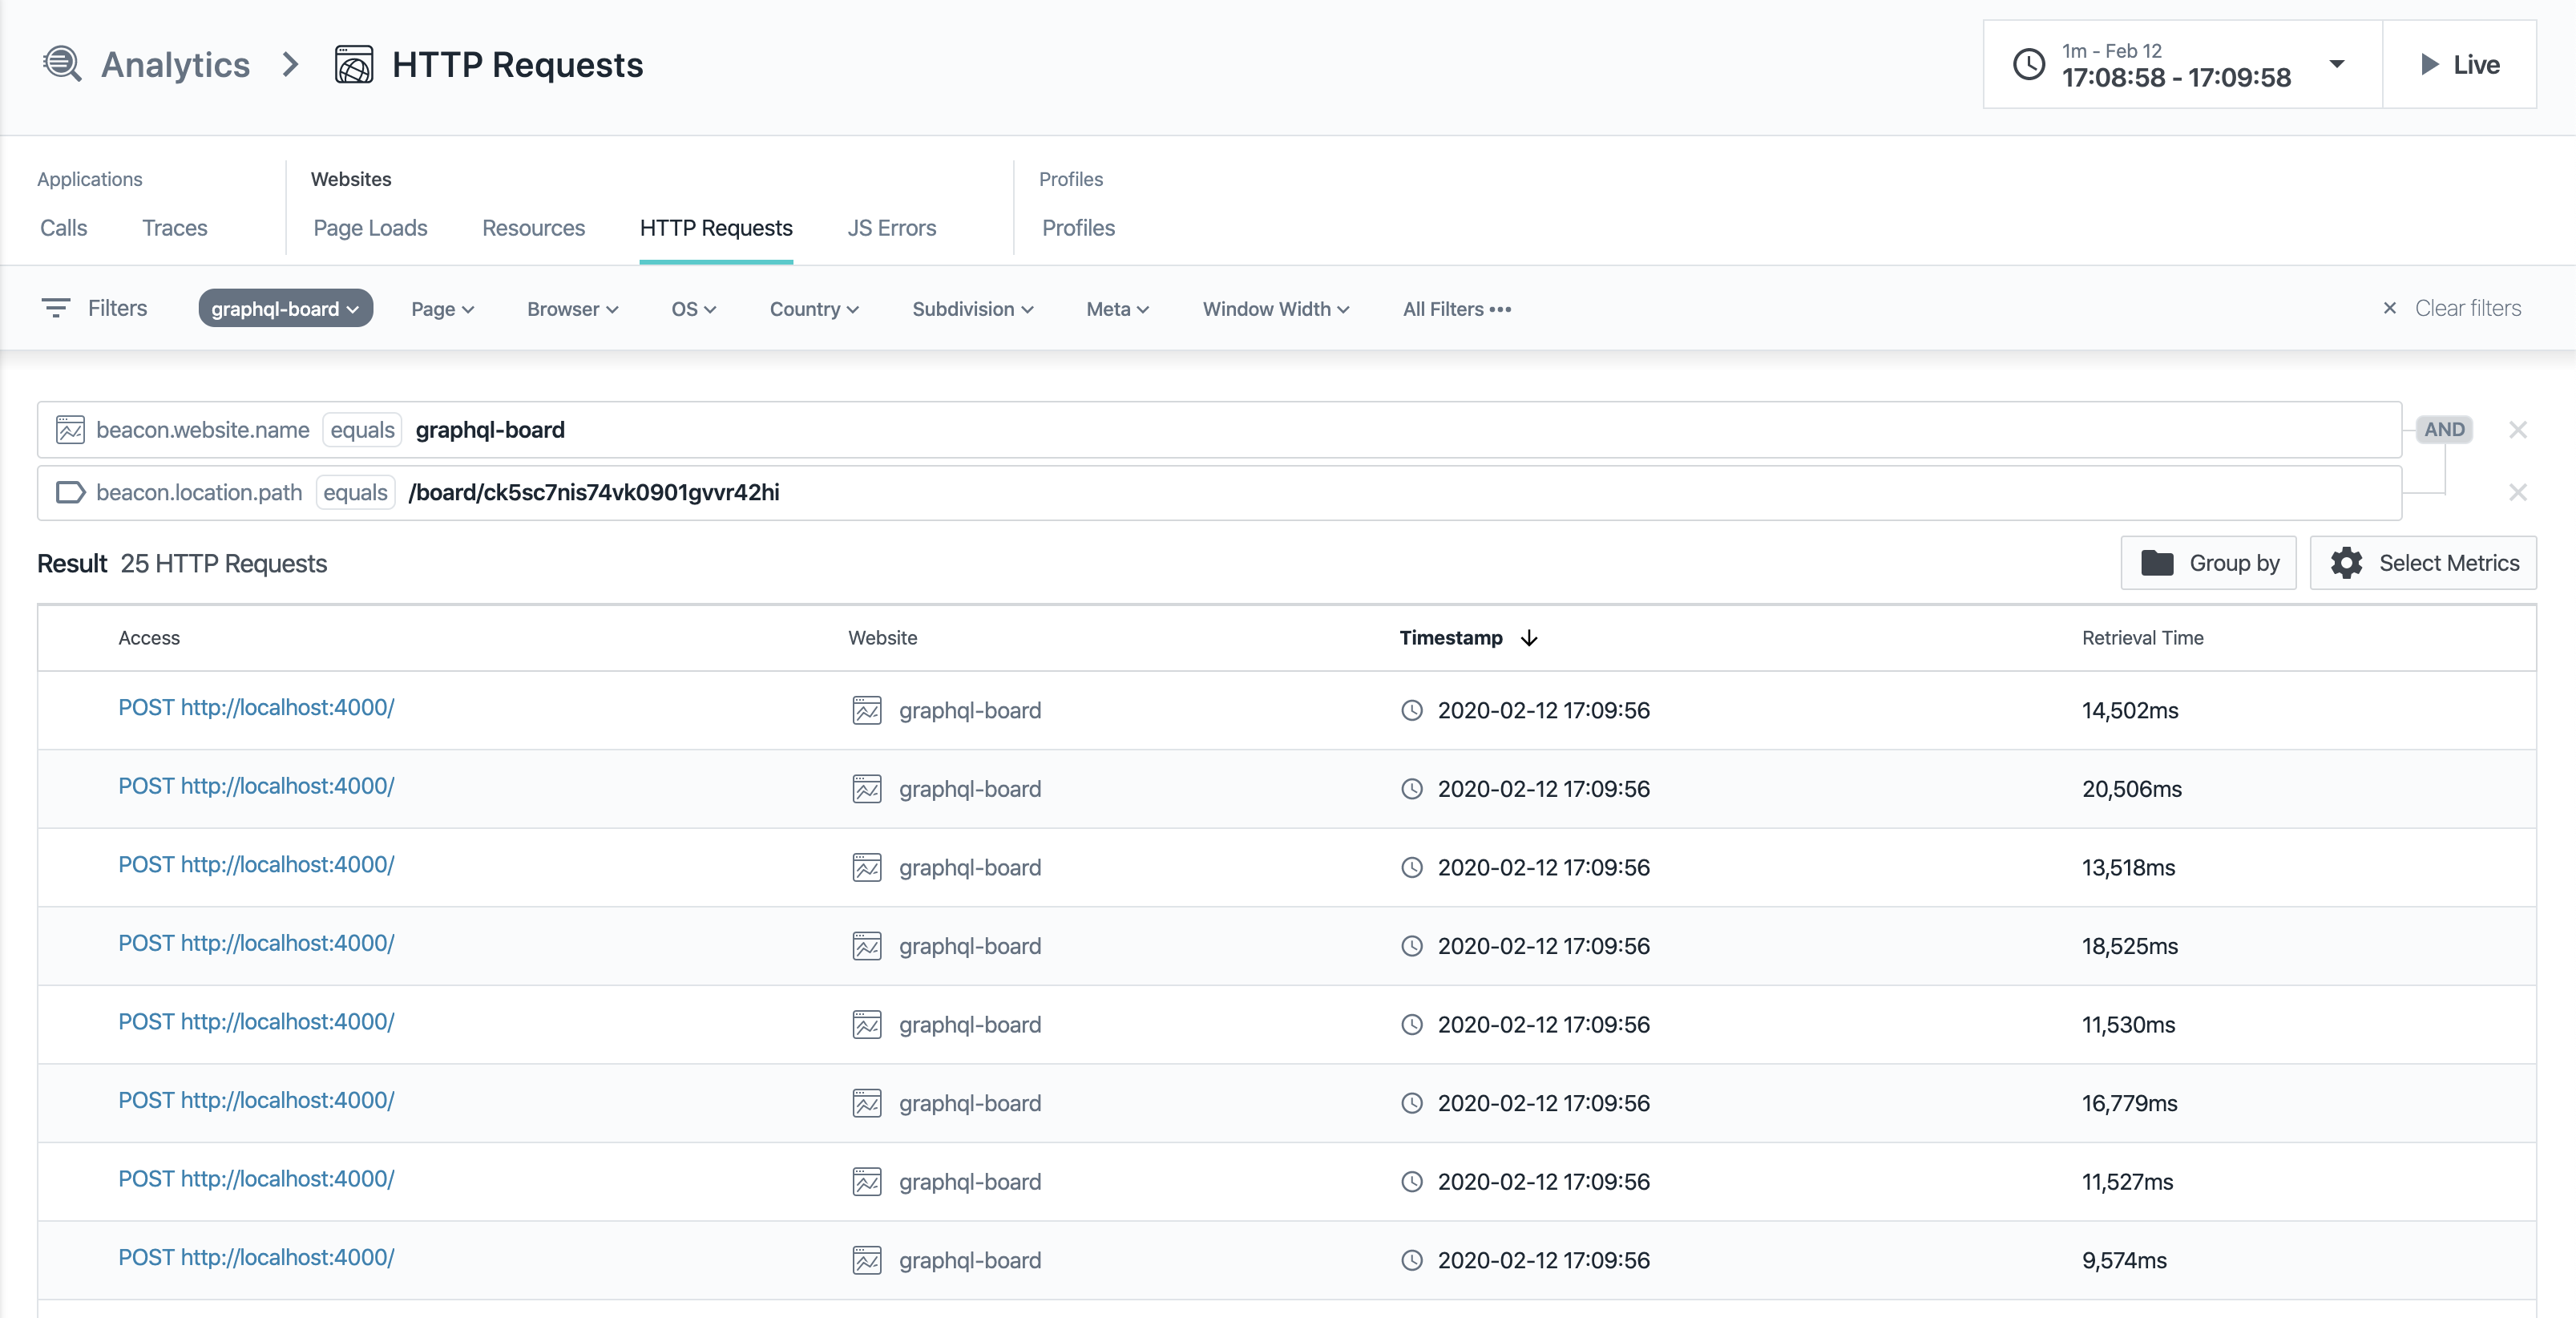 Analytics > HTTP Requests
1m - Feb 12
17:08:58 - 17:09:58
Live
Applications
Calls Traces
Websites
Page Loads Resources HTTP Requests JS Errors
Profiles
Profiles
Filters graphql-board Page Browser OS Country Subdivision Meta Window Width All Filters ••• × Clear filters
beacon.website.name equals graphql-board AND
beacon.location.path equals /board/ck5sc7nis74vk0901gvvr42hi
Result 25 HTTP Requests Group by Select Metrics
Access Website Timestamp ↓ Retrieval Time
POST http://localhost:4000/ graphql-board 2020-02-12 17:09:56 14,502ms
POST http://localhost:4000/ graphql-board 2020-02-12 17:09:56 20,506ms
POST http://localhost:4000/ graphql-board 2020-02-12 17:09:56 13,518ms
POST http://localhost:4000/ graphql-board 2020-02-12 17:09:56 18,525ms
POST http://localhost:4000/ graphql-board 2020-02-12 17:09:56 11,530ms
POST http://localhost:4000/ graphql-board 2020-02-12 17:09:56 16,779ms
POST http://localhost:4000/ graphql-board 2020-02-12 17:09:56 11,527ms
POST http://localhost:4000/ graphql-board 2020-02-12 17:09:56 9,574ms